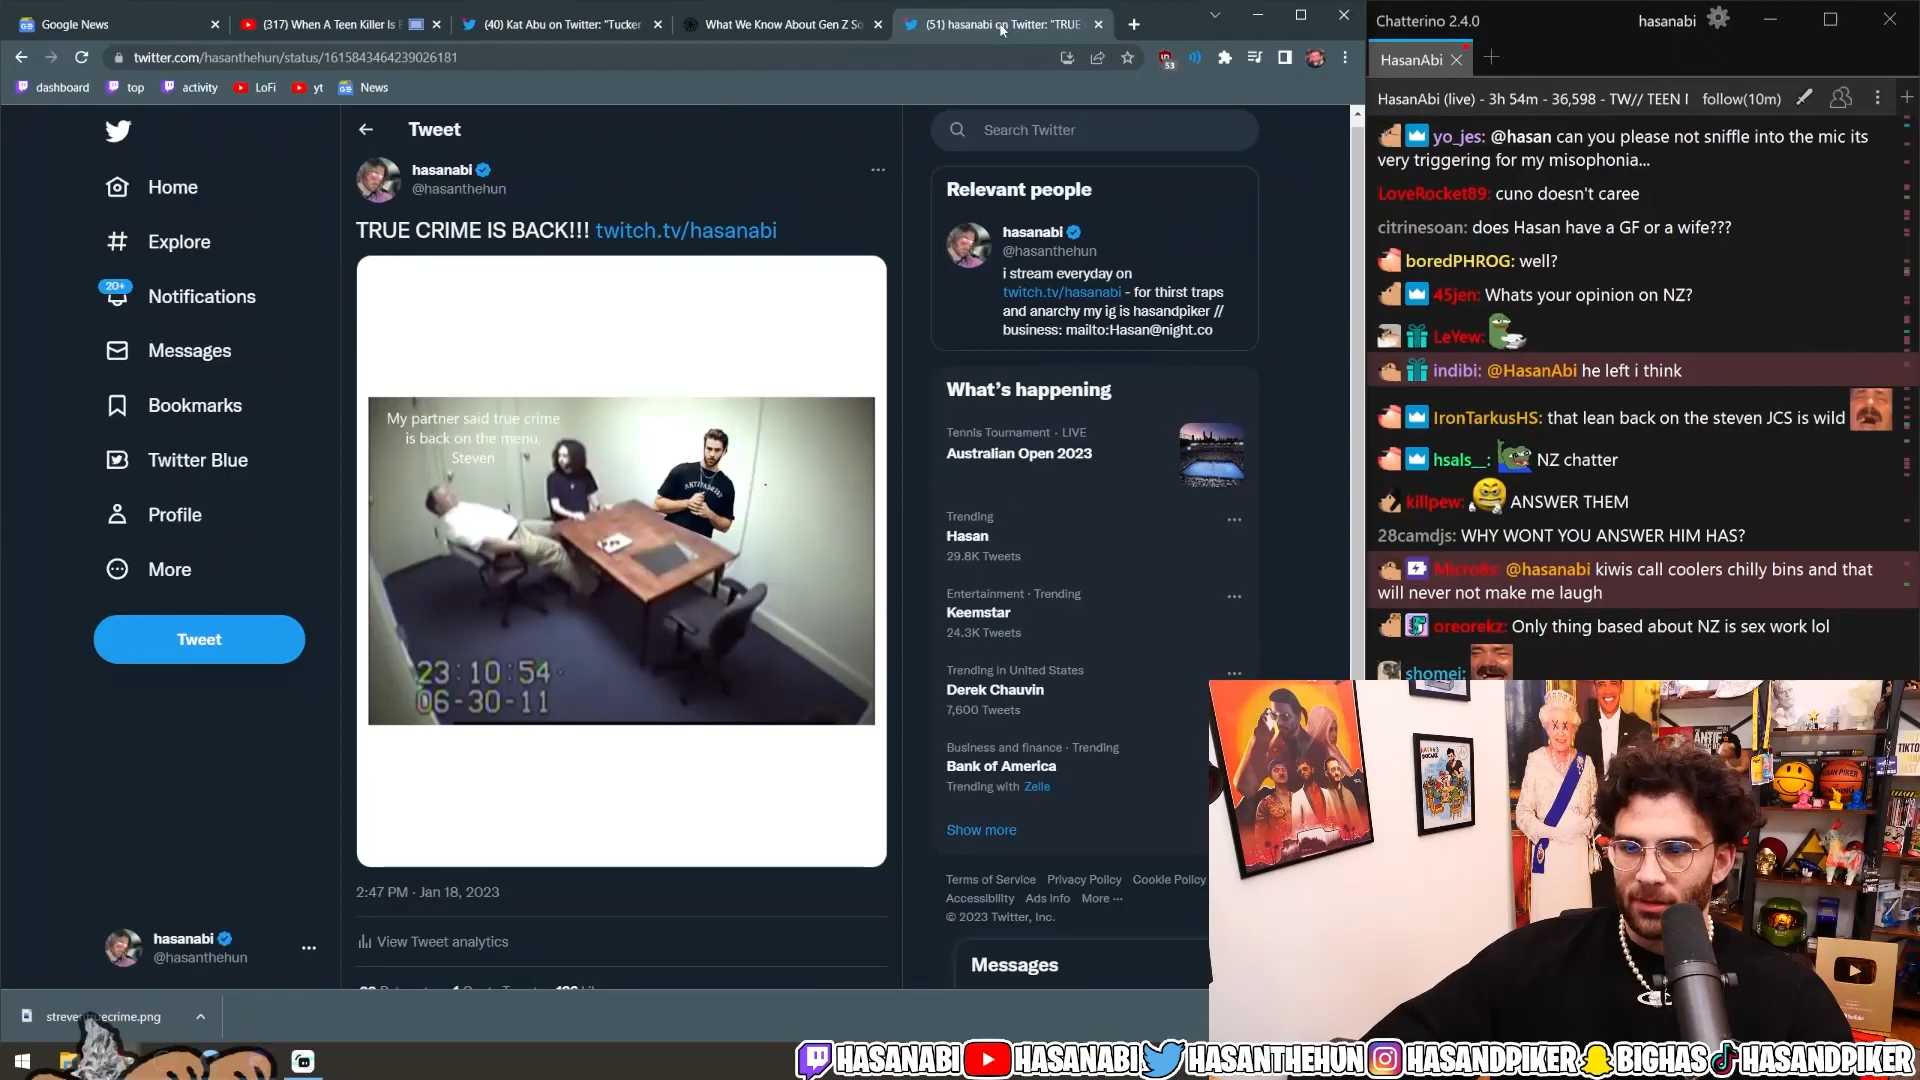 Google News
(317) When A Teen Killer Is
(40) Kat Abu on Twitter: "Tucker
What We Know About Gen Z So
(51) hasanabi on Twitter: "TRUE
twitter.com/hasanthehun/status/1615843464239026181
53
dashboard
top
activity
LoFi
yt
News
Home
Explore
20+
Notifications
Messages
Bookmarks
Twitter Blue
Profile
More
Tweet
hasanabi
@hasanthehun
Tweet
hasanabi
@hasanthehun
TRUE CRIME IS BACK!!! twitch.tv/hasanabi
My partner said true crime
is back on the menu,
Steven
23:10:54
06-30-11
2:47 PM · Jan 18, 2023
View Tweet analytics
Search Twitter
Relevant people
hasanabi
@hasanthehun
i stream everyday on
twitch.tv/hasanabi - for thirst traps
and anarchy my ig is hasandpiker //
business: mailto:Hasan@night.co
What's happening
Tennis Tournament · LIVE
Australian Open 2023
Trending
Hasan
29.8K Tweets
Entertainment · Trending
Keemstar
24.3K Tweets
Trending in United States
Derek Chauvin
7,600 Tweets
Business and finance · Trending
Bank of America
Trending with Zelle
Show more
Terms of Service Privacy Policy Cookie Policy
Accessibility Ads info More ···
© 2023 Twitter, Inc.
Messages
Chatterino 2.4.0
hasanabi
HasanAbi
HasanAbi (live) - 3h 54m - 36,598 - TW// TEEN
follow(10m)
yo_jes: @hasan can you please not sniffle into the mic its
very triggering for my misophonia...
LoveRocket89: cuno doesn't caree
citrinesoan: does Hasan have a GF or a wife???
boredPHROG: well?
45jen: Whats your opinion on NZ?
LeYew:
indibi: @HasanAbi he left i think
IronTarkusHS: that lean back on the steven JCS is wild
hsals__: NZ chatter
killpew: ANSWER THEM
28camdjs: WHY WONT YOU ANSWER HIM HAS?
@hasanabi kiwis call coolers chilly bins and that
will never not make me laugh
oreorekz: Only thing based about NZ is sex work lol
shomei:
HASANABI HASANABI HASANTHEHUN HASANDPIKER BIGHAS HASANDPIKER